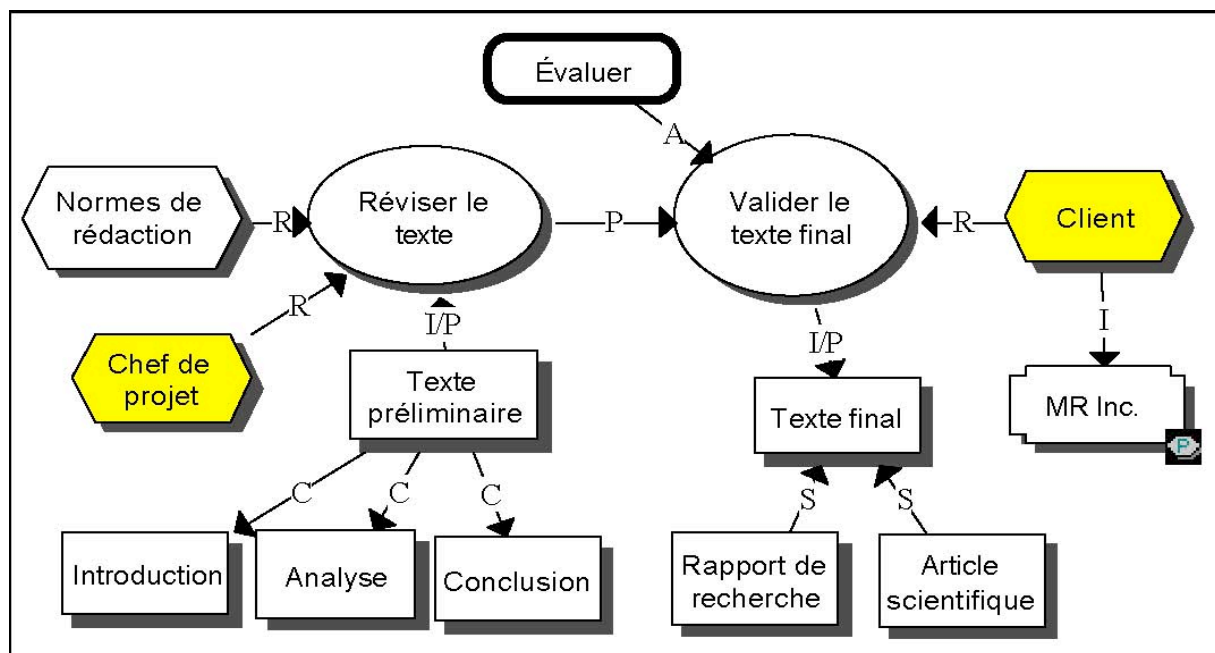 Évaluer
A
Normes de
rédaction
R
Réviser le
texte
P
Valider le
texte final
R
Client
R
I/P
I/P
I
Chef de
projet
Texte
préliminaire
Texte final
MR Inc.
P
C
C
C
S
S
Introduction
Analyse
Conclusion
Rapport de
recherche
Article
scientifique